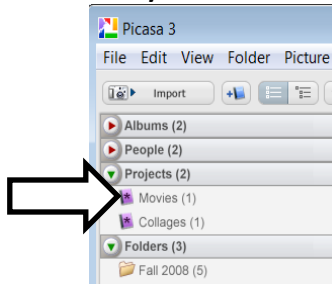 Picasa 3
File Edit View Folder Picture
Import
Albums (2)
People (2)
Projects (2)
Movies (1)
Collages (1)
Folders (3)
Fall 2008 (5)